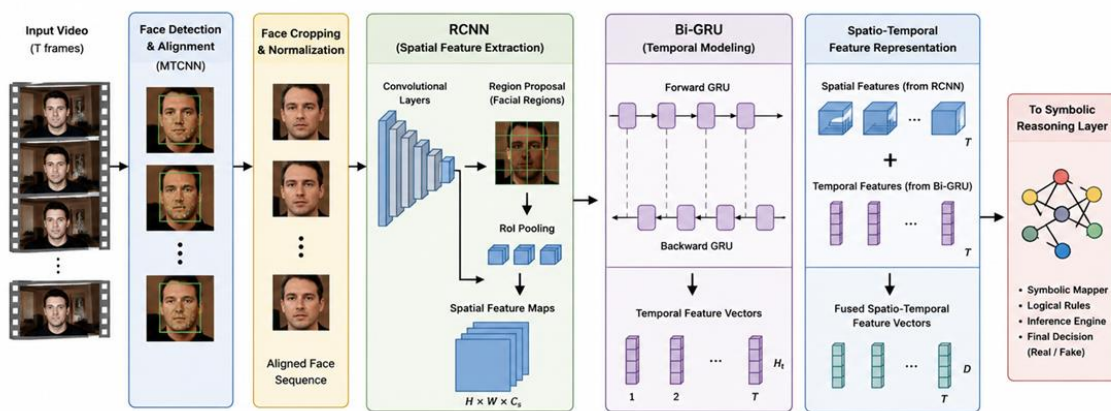 Input Video
(T frames)
Face Detection
& Alignment
(MTCNN)
Face Cropping
& Normalization
Aligned Face
Sequence
RCNN
(Spatial Feature Extraction)
Convolutional
Layers
Region Proposal
(Facial Regions)
RoI Pooling
Spatial Feature Maps
H × W × Cₛ
Bi-GRU
(Temporal Modeling)
Forward GRU
Backward GRU
Temporal Feature Vectors
Hₜ
1 2 ... T
Spatio-Temporal
Feature Representation
Spatial Features (from RCNN)
...
T
+
Temporal Features (from Bi-GRU)
...
T
Fused Spatio-Temporal
Feature Vectors
...
D
T
To Symbolic
Reasoning Layer
• Symbolic Mapper
• Logical Rules
• Inference Engine
• Final Decision
(Real / Fake)